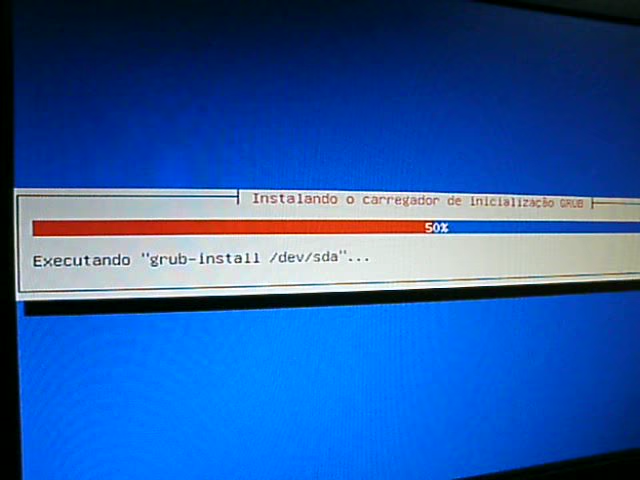 Instalando o carregador de inicialização GRUB
50%
Executando "grub-install /dev/sda"...